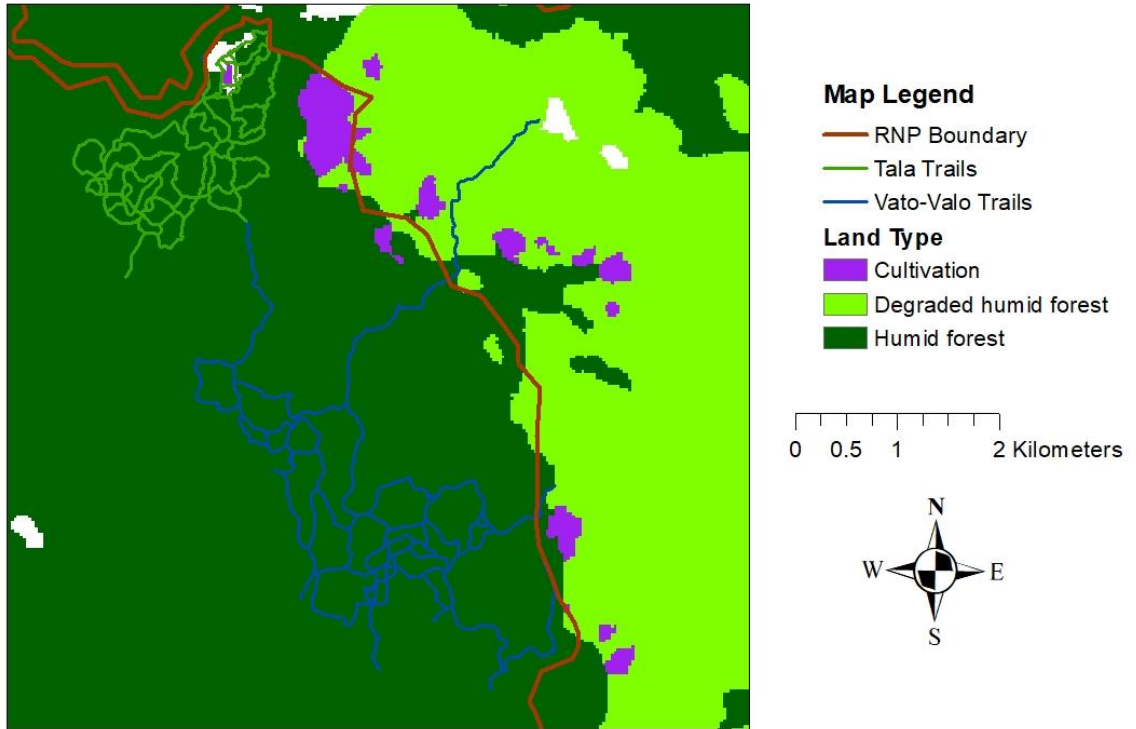 Map Legend
RNP Boundary
Tala Trails
Vato-Valo Trails
Land Type
Cultivation
Degraded humid forest
Humid forest
0 0.5 1 2 Kilometers
N
W E
S